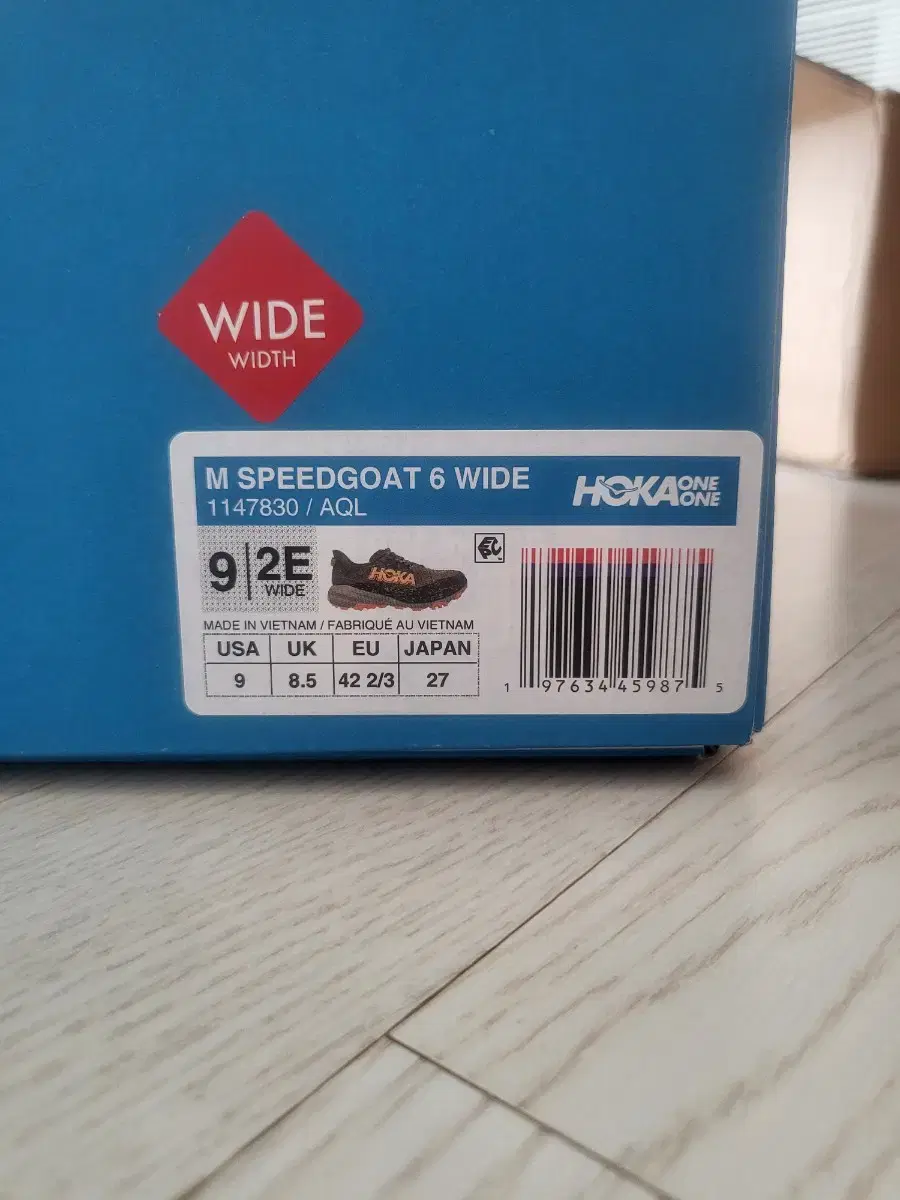 WIDE
WIDTH
M SPEEDGOAT 6 WIDE
1147830 / AQL
HOKA ONE ONE
9 2E WIDE
HOKA
MADE IN VIETNAM / FABRIQUÉ AU VIETNAM
USA UK EU JAPAN
9 8.5 42 2/3 27
1 97634 45987 5